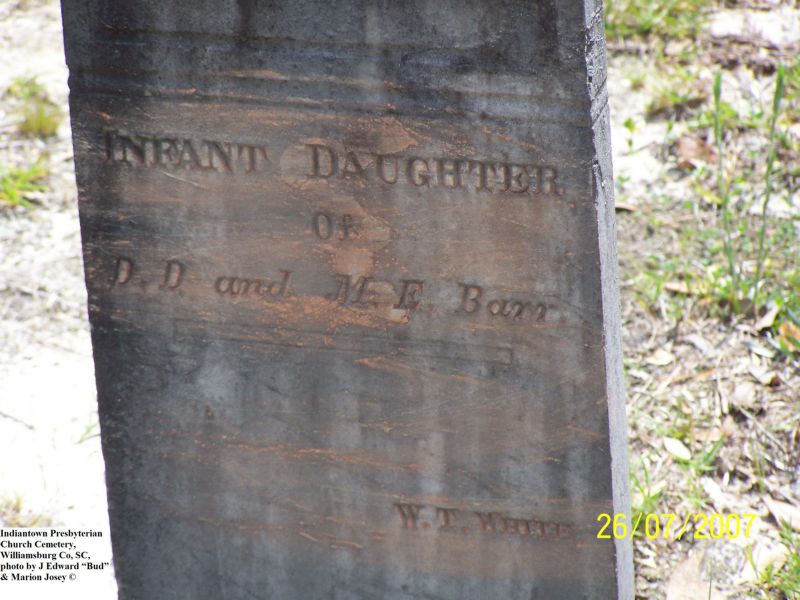 INFANT DAUGHTER
Of
D. D. and M. E. Barr.
W. T. WHITE
26/07/2007
Indiantown Presbyterian
Church Cemetery,
Williamsburg Co, SC,
photo by J Edward “Bud”
& Marion Josey ©